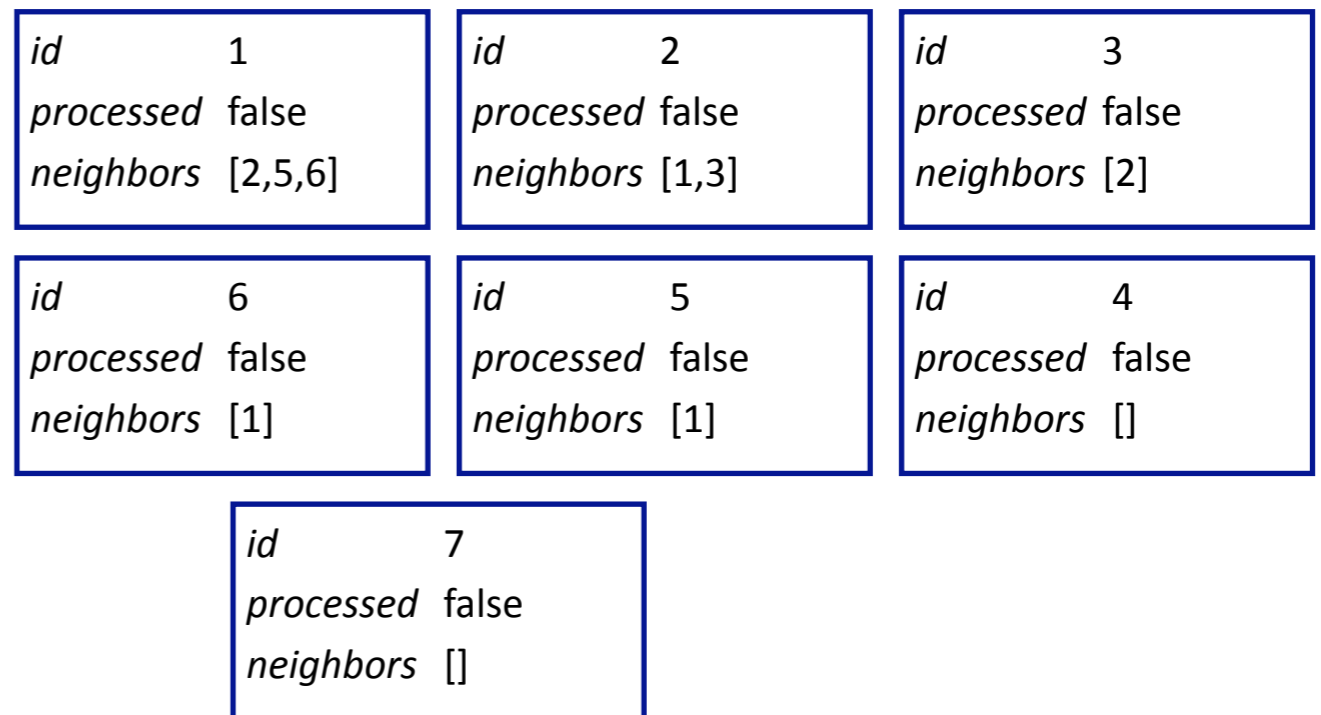 id 1
processed false
neighbors [2,5,6]
id 2
processed false
neighbors [1,3]
id 3
processed false
neighbors [2]
id 6
processed false
neighbors [1]
id 5
processed false
neighbors [1]
id 4
processed false
neighbors []
id 7
processed false
neighbors []